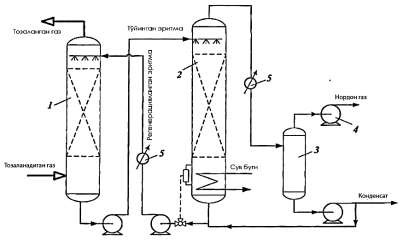 Тозаланган газ
Тўйинган эритма
Регенерацияланган эритма
Нордон газ
Тозаланадиган газ
Сув буғи
Конденсат
1
2
3
4
5
5